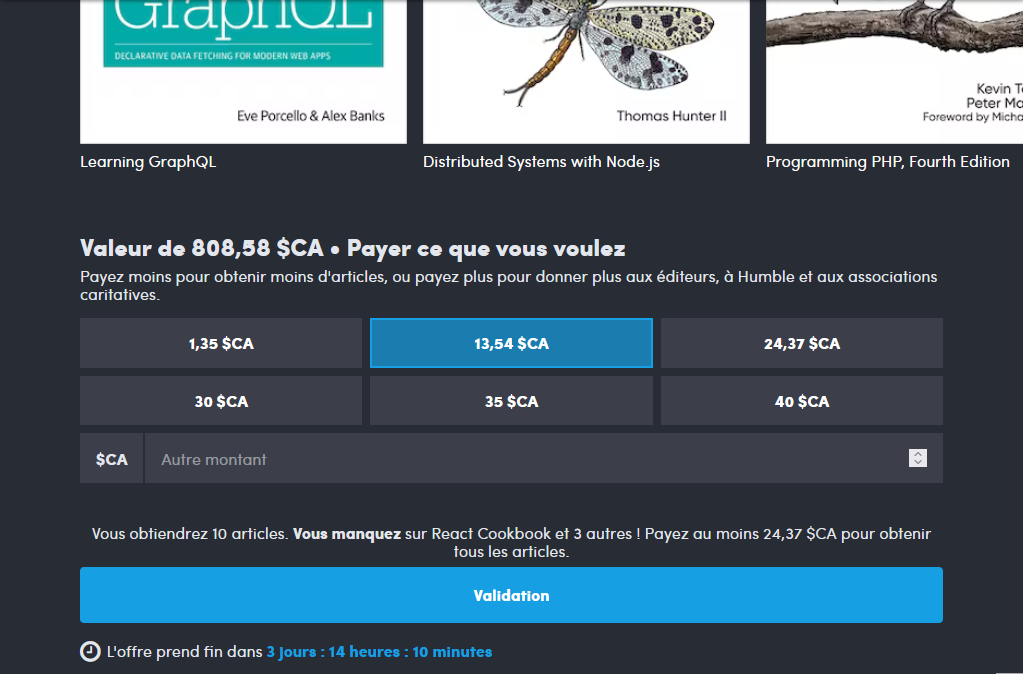 GraphQL
DECLARATIVE DATA FETCHING FOR MODERN WEB APPS
Eve Porcello & Alex Banks
Thomas Hunter II
Kevin T
Peter Ma
Foreword by Micha
Learning GraphQL
Distributed Systems with Node.js
Programming PHP, Fourth Edition
Valeur de 808,58 $CA • Payer ce que vous voulez
Payez moins pour obtenir moins d'articles, ou payez plus pour donner plus aux éditeurs, à Humble et aux associations
caritatives.
1,35 $CA
13,54 $CA
24,37 $CA
30 $CA
35 $CA
40 $CA
$CA
Autre montant
Vous obtiendrez 10 articles. Vous manquez sur React Cookbook et 3 autres ! Payez au moins 24,37 $CA pour obtenir
tous les articles.
Validation
L'offre prend fin dans 3 jours : 14 heures : 10 minutes